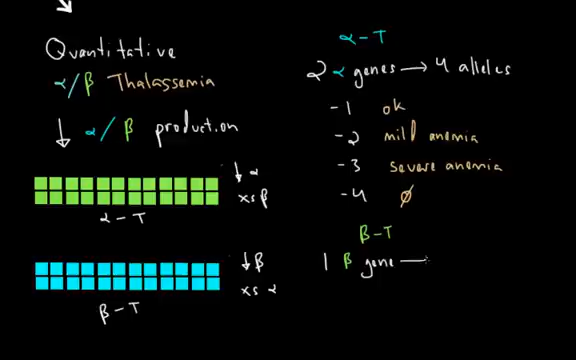 Quantitative
α/β Thalassemia
↓ α/β production
↓ α
xs β
α-T
↓β
xs α
β-T
α-T
2 α genes → 4 alleles
-1 ok
-2 mild anemia
-3 severe anemia
-4 ∅
β-T
1 β gene —